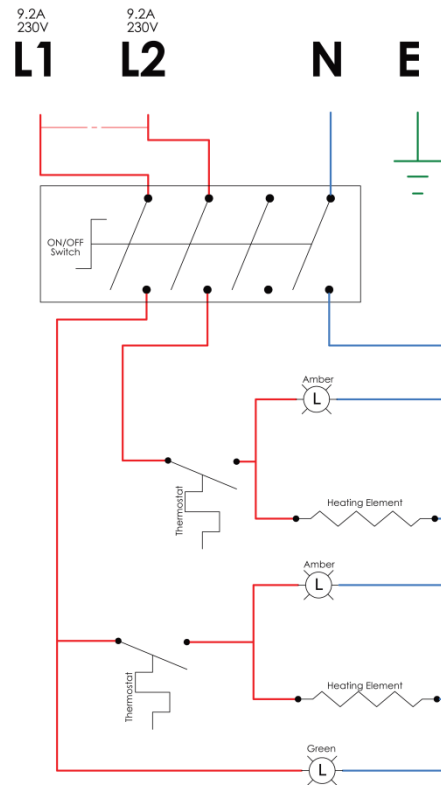 9.2A
230V
L1
9.2A
230V
L2
N
E
ON/OFF
Switch
Amber
L
Thermostat
Heating Element
Amber
L
Thermostat
Heating Element
Green
L